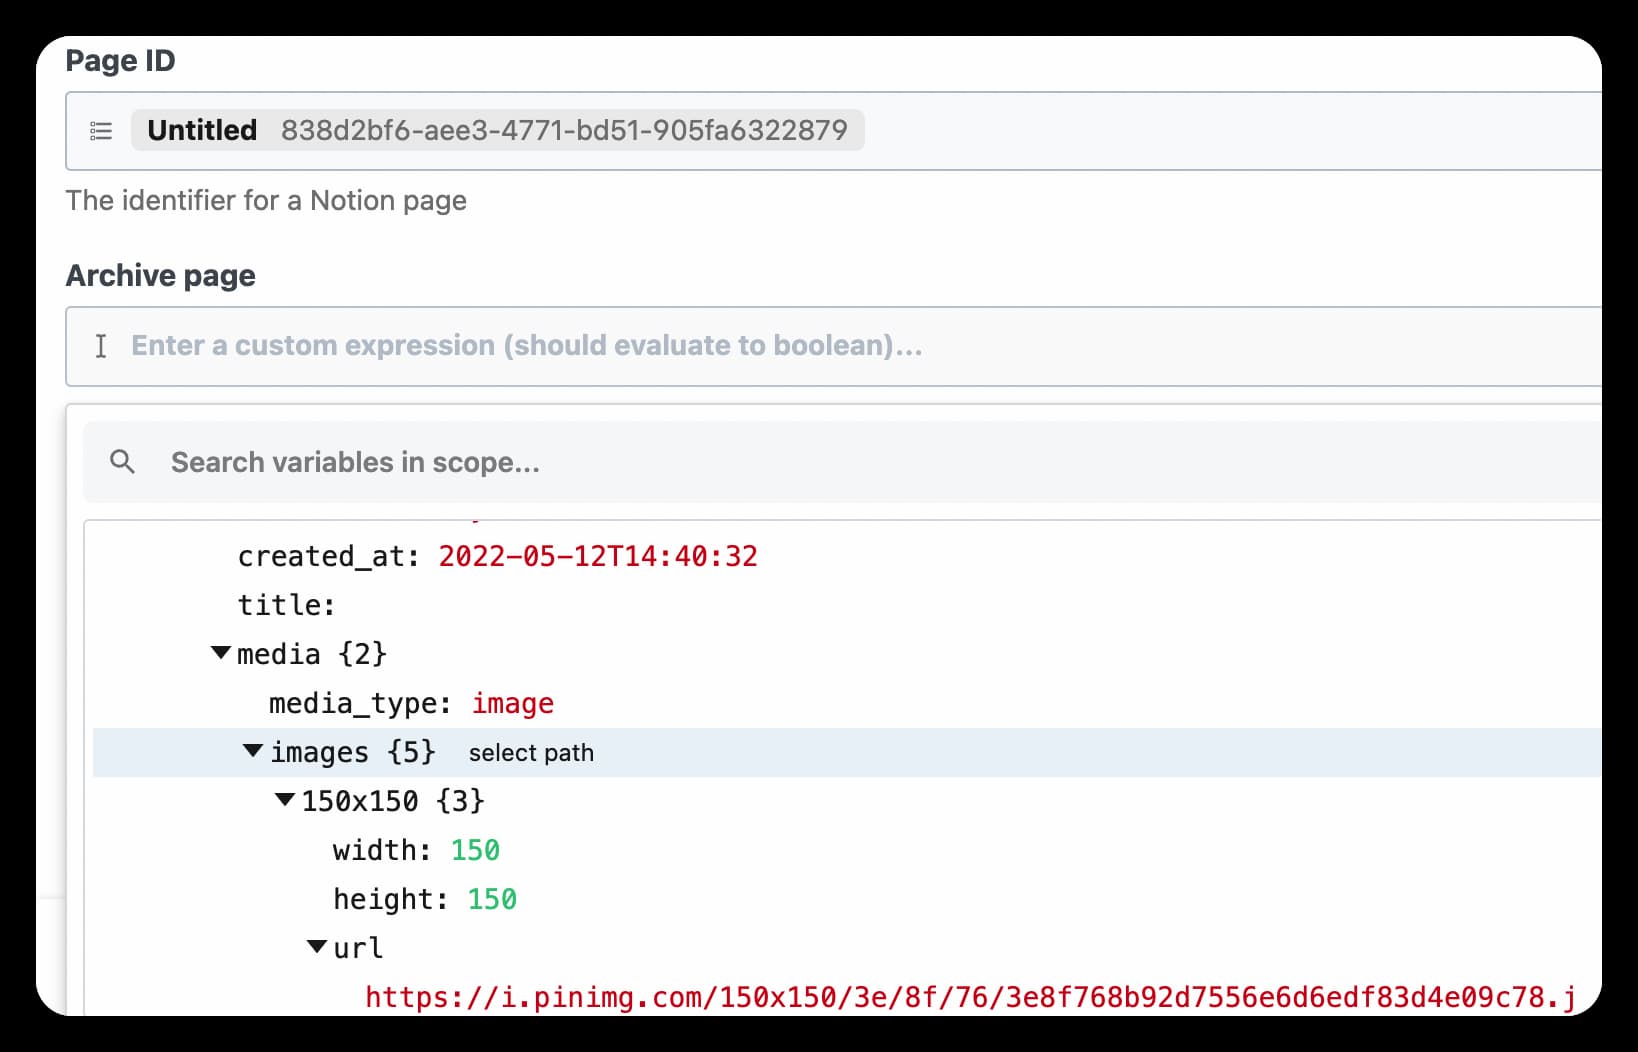 Page ID
Untitled 838d2bf6-aee3-4771-bd51-905fa6322879
The identifier for a Notion page
Archive page
Enter a custom expression (should evaluate to boolean)...
Search variables in scope...
created_at: 2022-05-12T14:40:32
title:
media {2}
media_type: image
images {5} select path
150x150 {3}
width: 150
height: 150
url
https://i.pinimg.com/150x150/3e/8f/76/3e8f768b92d7556e6d6edf83d4e09c78.j